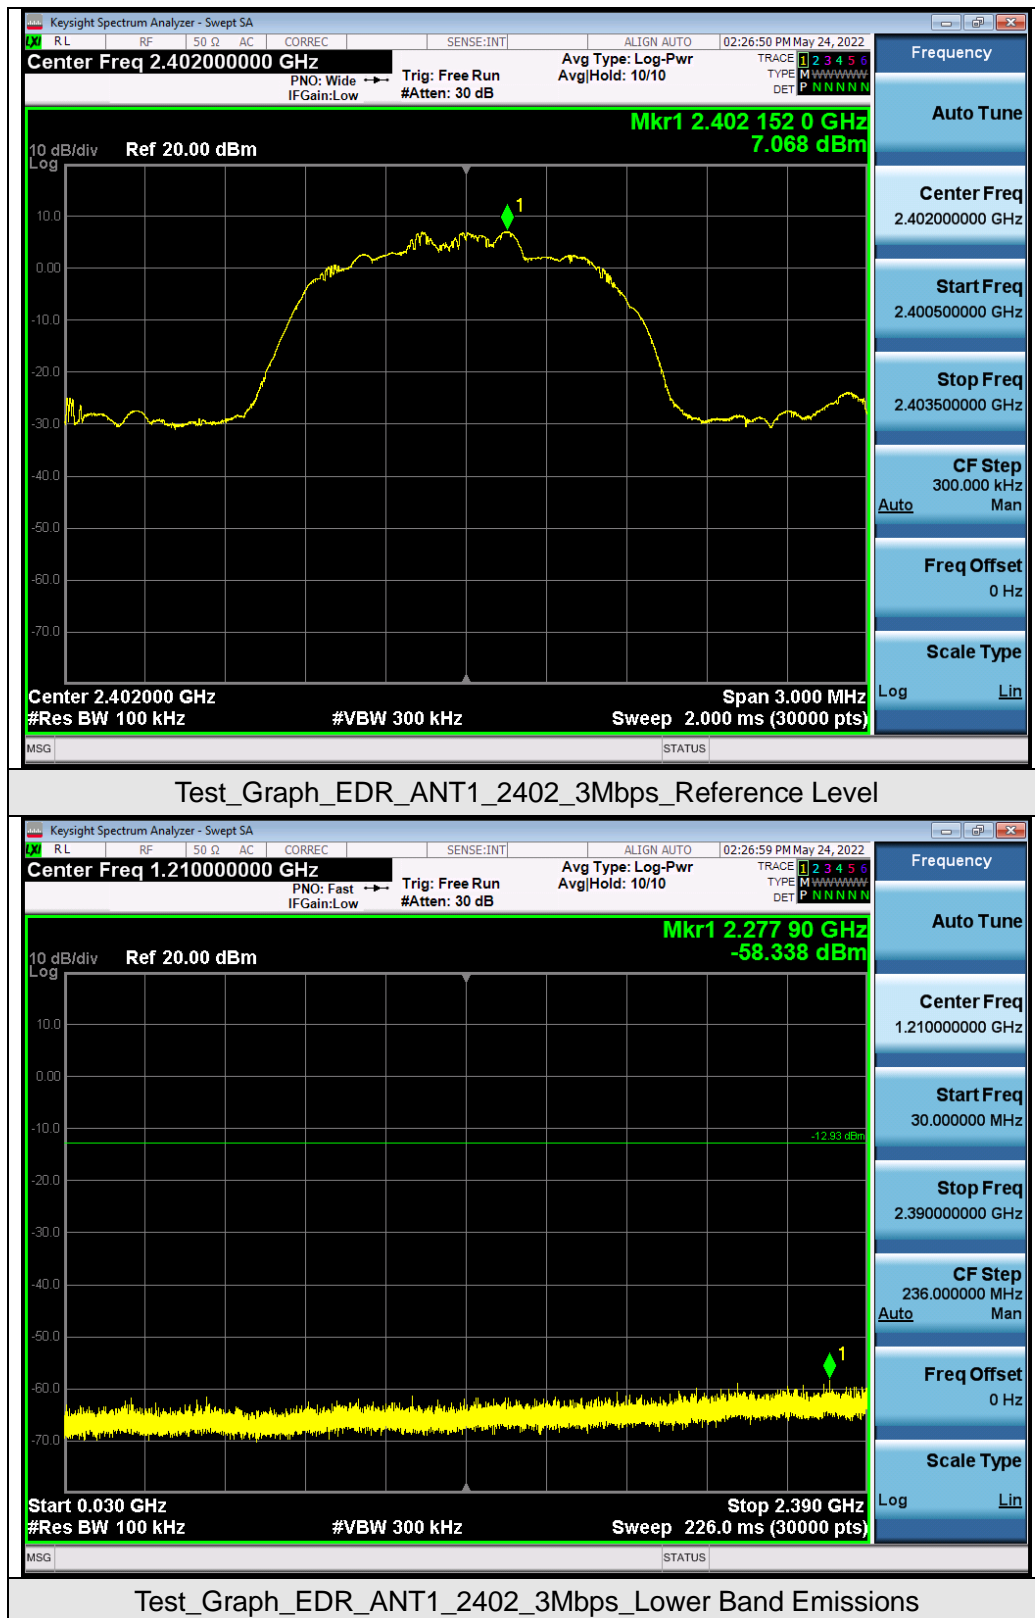 Keysight Spectrum Analyzer - Swept SA
LXI RL RF 50 Ω AC CORREC SENSE:INT ALIGN AUTO 02:26:50 PM May 24, 2022
Center Freq 2.402000000 GHz
PNO: Wide
IFGain:Low
Trig: Free Run
#Atten: 30 dB
Avg Type: Log-Pwr
Avg|Hold: 10/10
TRACE 1 2 3 4 5 6
TYPE M WWWWW
DET P N N N N N
Mkr1 2.402 152 0 GHz
7.068 dBm
10 dB/div Ref 20.00 dBm
Log
1
10.0
0.00
-10.0
-20.0
-30.0
-40.0
-50.0
-60.0
-70.0
Center 2.402000 GHz Span 3.000 MHz
#Res BW 100 kHz #VBW 300 kHz Sweep 2.000 ms (30000 pts)
MSG STATUS
Frequency
Auto Tune
Center Freq
2.402000000 GHz
Start Freq
2.400500000 GHz
Stop Freq
2.403500000 GHz
CF Step
300.000 kHz
Auto Man
Freq Offset
0 Hz
Scale Type
Log Lin
Test_Graph_EDR_ANT1_2402_3Mbps_Reference Level
Keysight Spectrum Analyzer - Swept SA
LXI RL RF 50 Ω AC CORREC SENSE:INT ALIGN AUTO 02:26:59 PM May 24, 2022
Center Freq 1.210000000 GHz
PNO: Fast
IFGain:Low
Trig: Free Run
#Atten: 30 dB
Avg Type: Log-Pwr
Avg|Hold: 10/10
TRACE 1 2 3 4 5 6
TYPE M WWWWW
DET P N N N N N
Mkr1 2.277 90 GHz
-58.338 dBm
10 dB/div Ref 20.00 dBm
Log
10.0
0.00
-10.0
-12.93 dBm
-20.0
-30.0
-40.0
-50.0
1
-60.0
-70.0
Start 0.030 GHz Stop 2.390 GHz
#Res BW 100 kHz #VBW 300 kHz Sweep 226.0 ms (30000 pts)
MSG STATUS
Frequency
Auto Tune
Center Freq
1.210000000 GHz
Start Freq
30.000000 MHz
Stop Freq
2.390000000 GHz
CF Step
236.000000 MHz
Auto Man
Freq Offset
0 Hz
Scale Type
Log Lin
Test_Graph_EDR_ANT1_2402_3Mbps_Lower Band Emissions